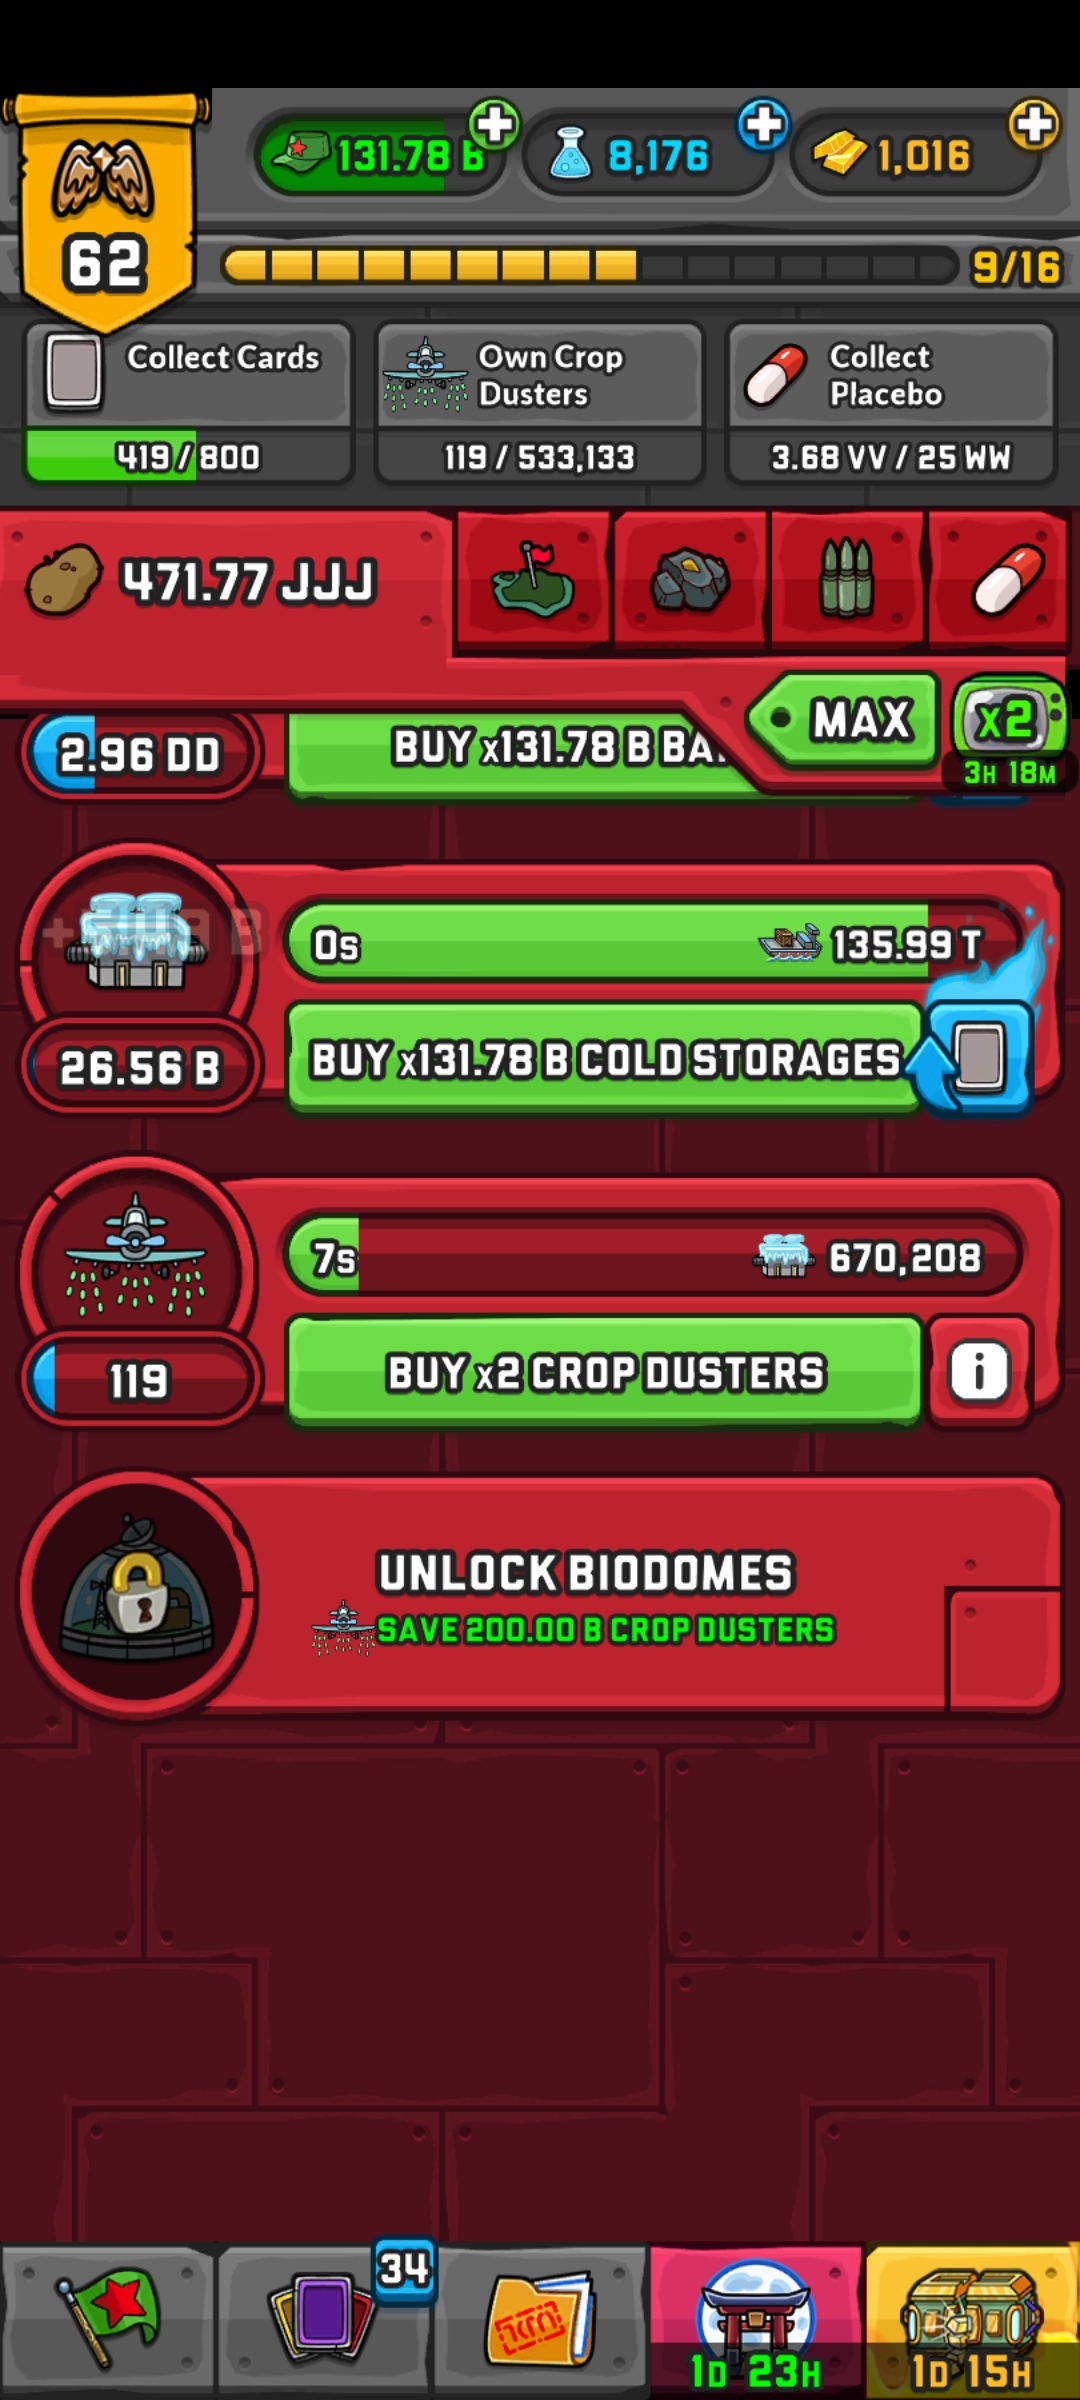 62
131.78 B
8,176
1,016
9/16
Collect Cards
419 / 800
Own Crop
Dusters
119 / 533,133
Collect
Placebo
3.68 VV / 25 WW
471.77 JJJ
MAX
x2
3H 18M
2.96 DD
BUY x131.78 B
0s
135.99 T
26.56 B
BUY x131.78 B COLD STORAGES
7s
670,208
119
BUY x2 CROP DUSTERS
i
UNLOCK BIODOMES
SAVE 200.00 B CROP DUSTERS
34
1D 23H
1D 15H